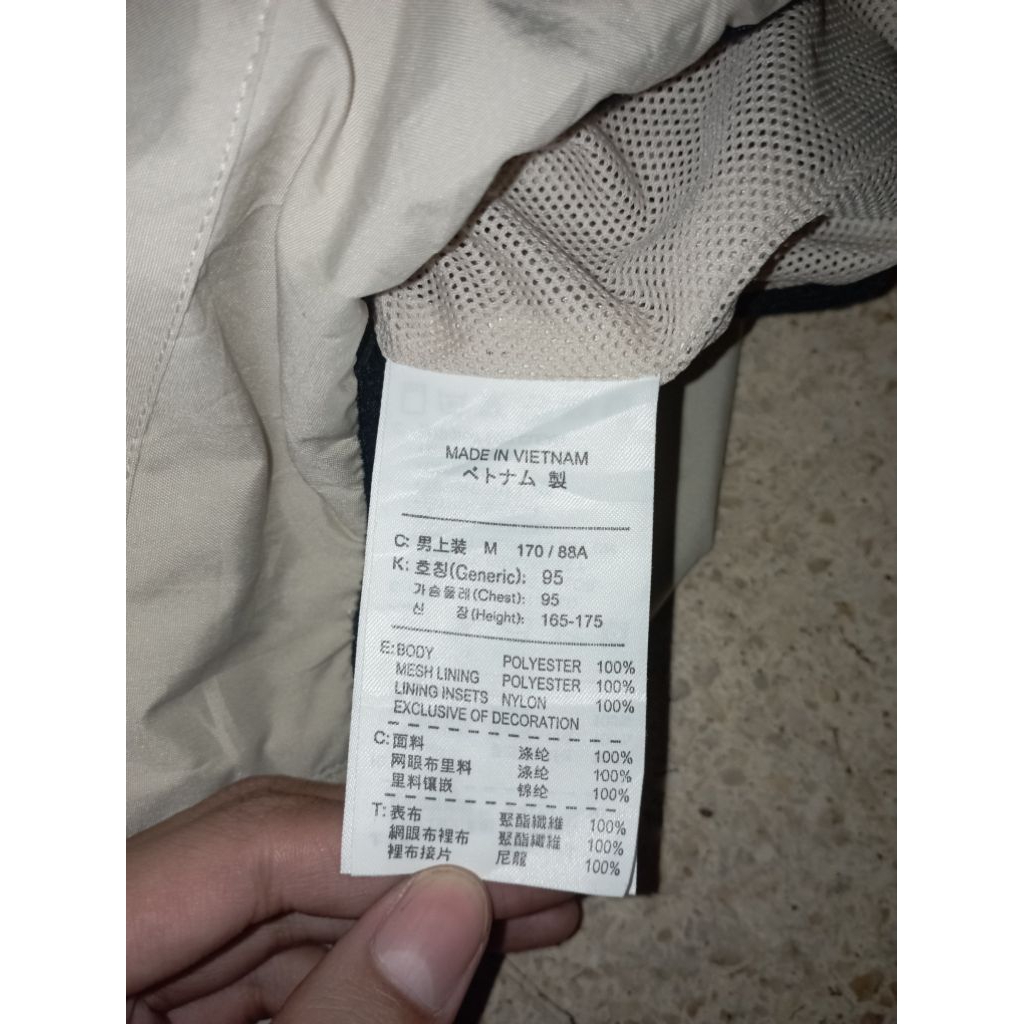 MADE IN VIETNAM
ベトナム 製
C: 男上装 M 170 / 88A
K: 호칭(Generic): 95
가슴둘레(Chest): 95
신 장(Height): 165-175
E: BODY POLYESTER 100%
MESH LINING POLYESTER 100%
LINING INSETS NYLON 100%
EXCLUSIVE OF DECORATION
C: 面料 涤纶 100%
网眼布里料 涤纶 100%
里料镶嵌 锦纶 100%
T: 表布 聚酯纖維 100%
網眼布裡布 聚酯纖維 100%
裡布接片 尼龍 100%